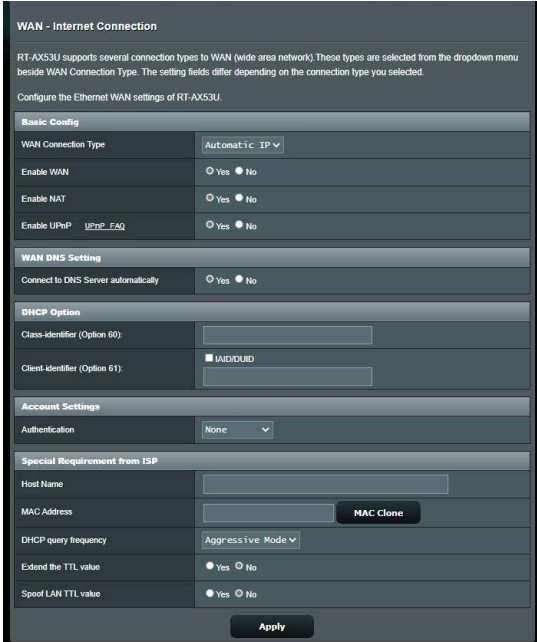 WAN - Internet Connection
RT-AX53U supports several connection types to WAN (wide area network).These types are selected from the dropdown menu
beside WAN Connection Type. The setting fields differ depending on the connection type you selected.
Configure the Ethernet WAN settings of RT-AX53U.
Basic Config
WAN Connection Type Automatic IP
Enable WAN Yes No
Enable NAT Yes No
Enable UPnP UPnP FAQ Yes No
WAN DNS Setting
Connect to DNS Server automatically Yes No
DHCP Option
Class-identifier (Option 60):
IAID/DUID
Client-identifier (Option 61):
Account Settings
Authentication None
Special Requirement from ISP
Host Name
MAC Address MAC Clone
DHCP query frequency Aggressive Mode
Extend the TTL value Yes No
Spoof LAN TTL value Yes No
Apply